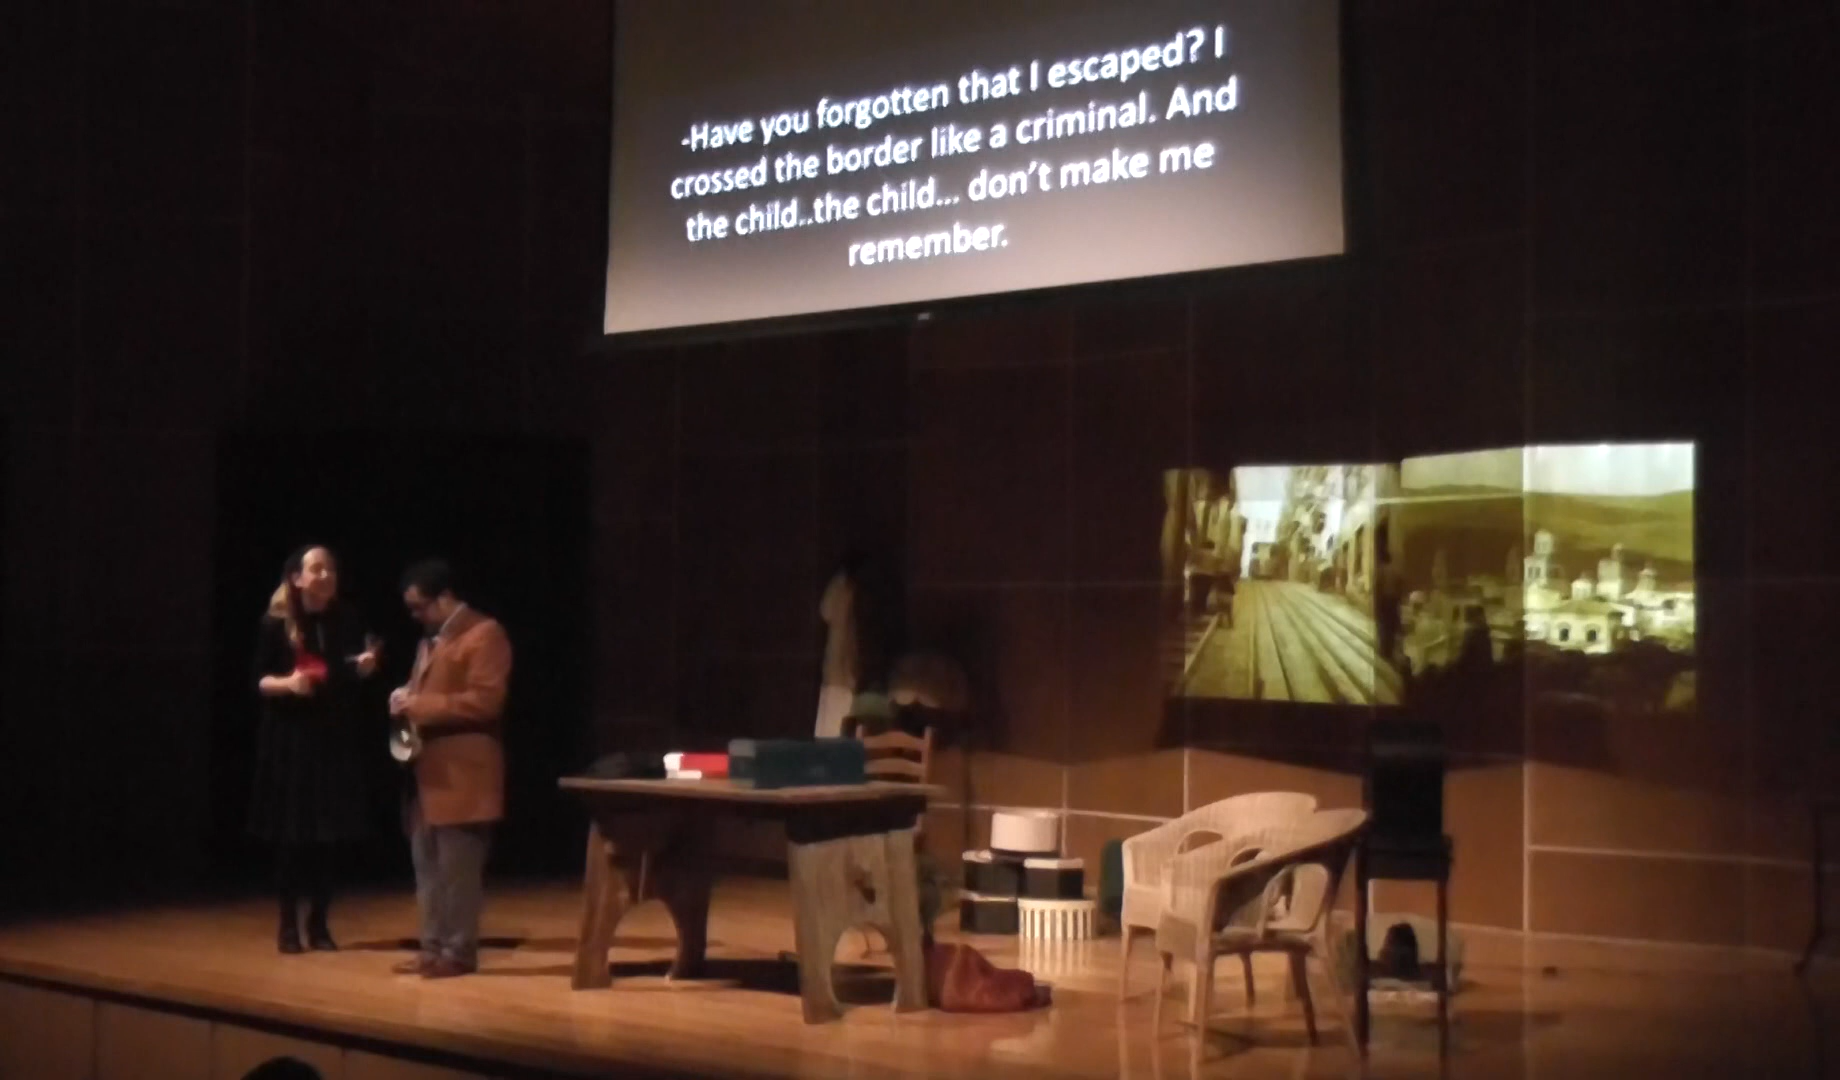 -Have you forgotten that I escaped? I
crossed the border like a criminal. And
the child..the child... don't make me
remember.